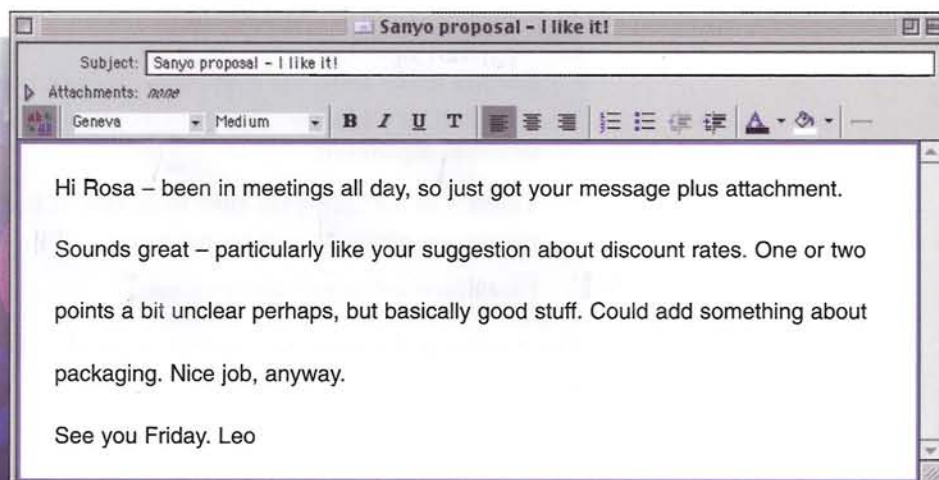 Sanyo proposal – I like it!
Subject: Sanyo proposal – I like it!
Attachments: none
Geneva Medium B I U T A
Hi Rosa – been in meetings all day, so just got your message plus attachment.
Sounds great – particularly like your suggestion about discount rates. One or two
points a bit unclear perhaps, but basically good stuff. Could add something about
packaging. Nice job, anyway.
See you Friday. Leo